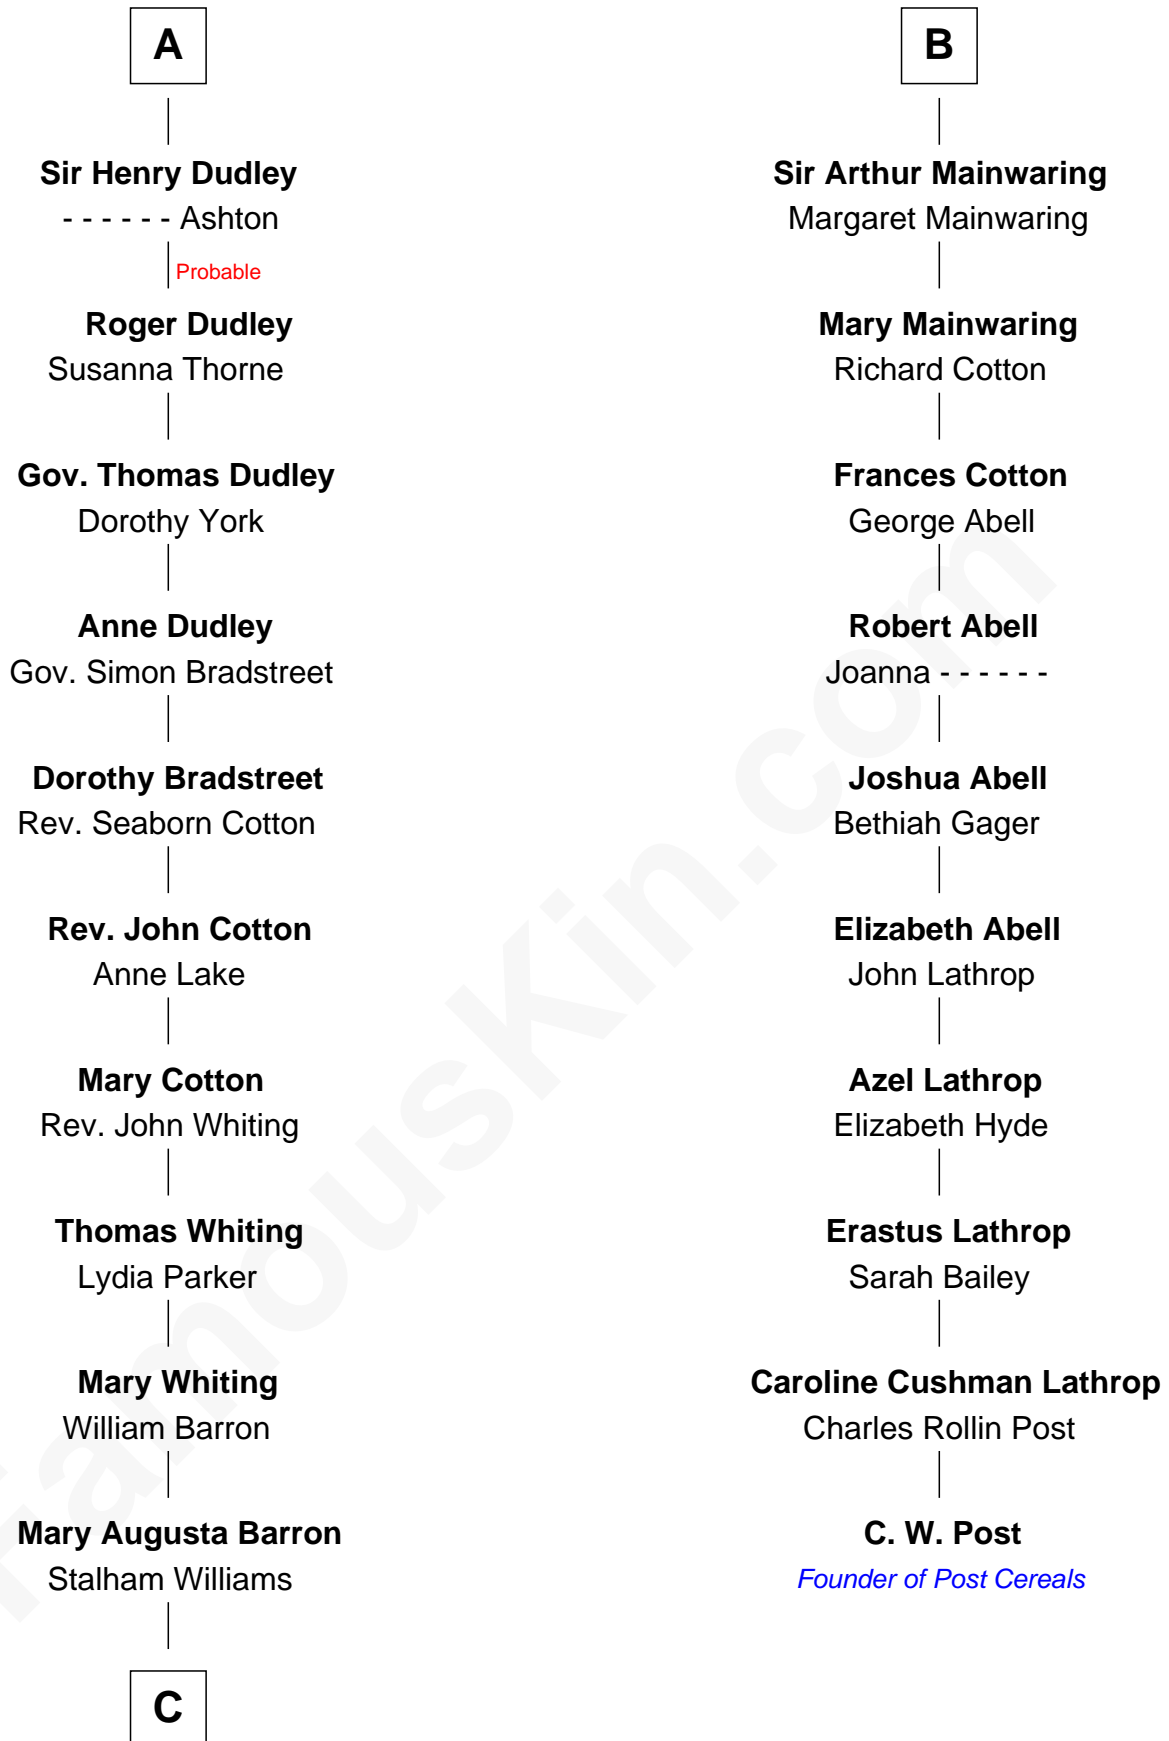 A
Sir Henry Dudley
- - - - - - Ashton
Probable
Roger Dudley
Susanna Thorne
Gov. Thomas Dudley
Dorothy York
Anne Dudley
Gov. Simon Bradstreet
Dorothy Bradstreet
Rev. Seaborn Cotton
Rev. John Cotton
Anne Lake
Mary Cotton
Rev. John Whiting
Thomas Whiting
Lydia Parker
Mary Whiting
William Barron
Mary Augusta Barron
Stalham Williams
C
B
Sir Arthur Mainwaring
Margaret Mainwaring
Mary Mainwaring
Richard Cotton
Frances Cotton
George Abell
Robert Abell
Joanna - - - - - -
Joshua Abell
Bethiah Gager
Elizabeth Abell
John Lathrop
Azel Lathrop
Elizabeth Hyde
Erastus Lathrop
Sarah Bailey
Caroline Cushman Lathrop
Charles Rollin Post
C. W. Post
Founder of Post Cereals
FamousKin.com